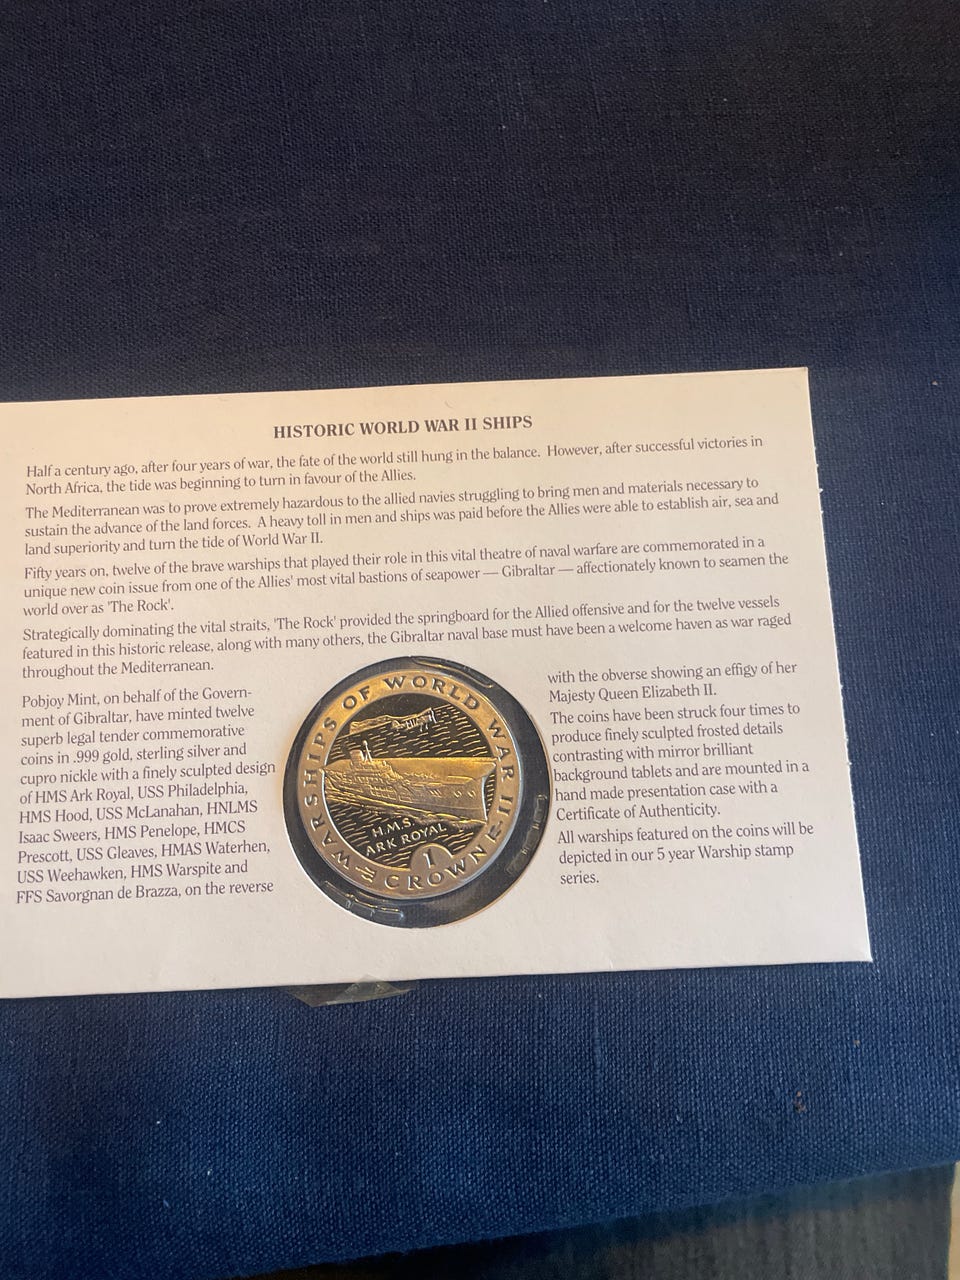 HISTORIC WORLD WAR II SHIPS
Half a century ago, after four years of war, the fate of the world still hung in the balance. However, after successful victories in
North Africa, the tide was beginning to turn in favour of the Allies.
The Mediterranean was to prove extremely hazardous to the allied navies struggling to bring men and materials necessary to
sustain the advance of the land forces. A heavy toll in men and ships was paid before the Allies were able to establish air, sea and
land superiority and turn the tide of World War II.
Fifty years on, twelve of the brave warships that played their role in this vital theatre of naval warfare are commemorated in a
unique new coin issue from one of the Allies' most vital bastions of seapower — Gibraltar — affectionately known to seamen the
world over as 'The Rock'.
Strategically dominating the vital straits, 'The Rock' provided the springboard for the Allied offensive and for the twelve vessels
featured in this historic release, along with many others, the Gibraltar naval base must have been a welcome haven as war raged
throughout the Mediterranean.
Pobjoy Mint, on behalf of the Govern-
ment of Gibraltar, have minted twelve
superb legal tender commemorative
coins in .999 gold, sterling silver and
cupro nickle with a finely sculpted design
of HMS Ark Royal, USS Philadelphia,
HMS Hood, USS McLanahan, HNLMS
Isaac Sweers, HMS Penelope, HMCS
Prescott, USS Gleaves, HMAS Waterhen,
USS Weehawken, HMS Warspite and
FFS Savorgnan de Brazza, on the reverse
WARSHIPS OF WORLD WAR II
H.M.S.
ARK ROYAL
1
CROWN
with the obverse showing an effigy of her
Majesty Queen Elizabeth II.
The coins have been struck four times to
produce finely sculpted frosted details
contrasting with mirror brilliant
background tablets and are mounted in a
hand made presentation case with a
Certificate of Authenticity.
All warships featured on the coins will be
depicted in our 5 year Warship stamp
series.